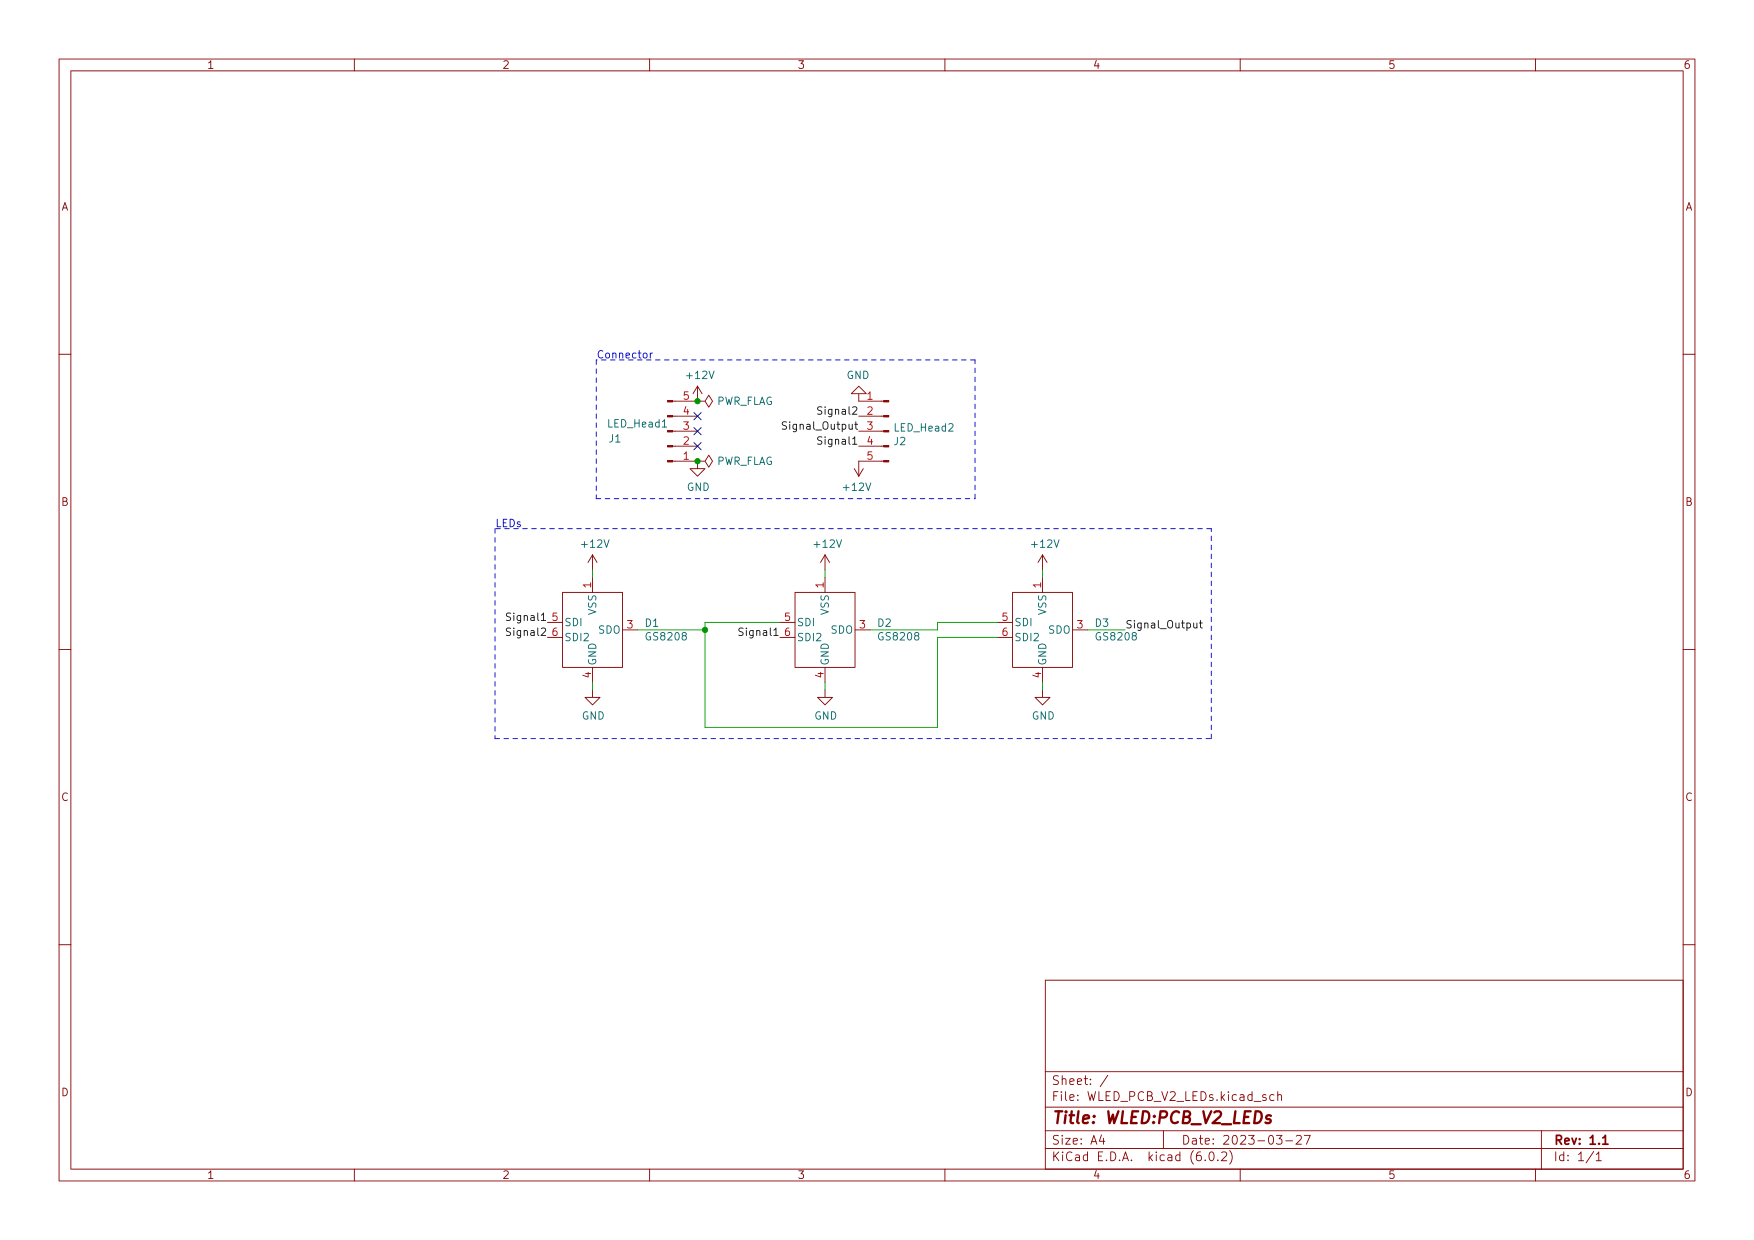 1 2 3 4 5 6
A A
B B
C C
D D
Connector
+12V GND
5 PWR_FLAG 1
4 Signal2 2
LED_Head1 3 Signal_Output 3 LED_Head2
J1 2 Signal1 4 J2
1 PWR_FLAG 5
GND +12V
LEDs
+12V +12V +12V
1 1 1
VSS VSS VSS
Signal1 5 SDI 5 SDI 5 SDI
SDO 3 D1 SDO 3 D2 SDO 3 D3 Signal_Output
Signal2 6 SDI2 GS8208 Signal1 6 SDI2 GS8208 6 SDI2 GS8208
GND GND GND
4 4 4
GND GND GND
Sheet: /
File: WLED_PCB_V2_LEDs.kicad_sch
Title: WLED:PCB_V2_LEDs
Size: A4 Date: 2023-03-27 Rev: 1.1
KiCad E.D.A. kicad (6.0.2) Id: 1/1
1 2 3 4 5 6